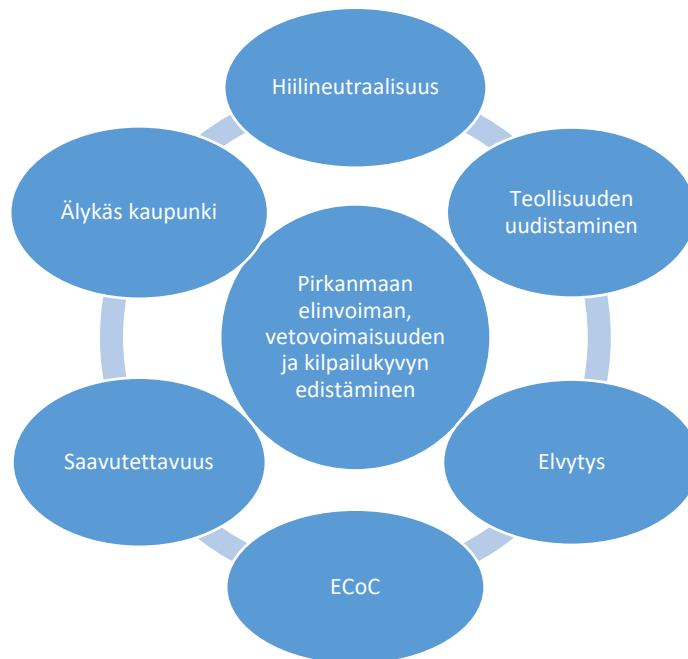 Hiilineutraalisuus
Teollisuuden
uudistaminen
Elvytys
ECoC
Saavutettavuus
Älykäs kaupunki
Pirkanmaan
elinvoiman,
vetovoimaisuuden
ja kilpailukyvyn
edistäminen